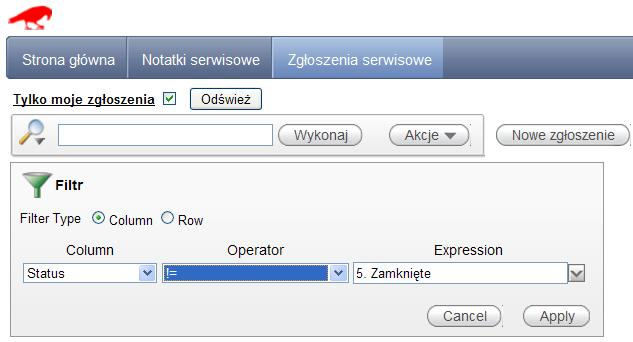 Strona główna Notatki serwisowe Zgłoszenia serwisowe
Tylko moje zgłoszenia Odśwież
Wykonaj Akcje Nowe zgłoszenie
Filtr
Filter Type Column Row
Column Operator Expression
Status != 5. Zamknięte
Cancel Apply